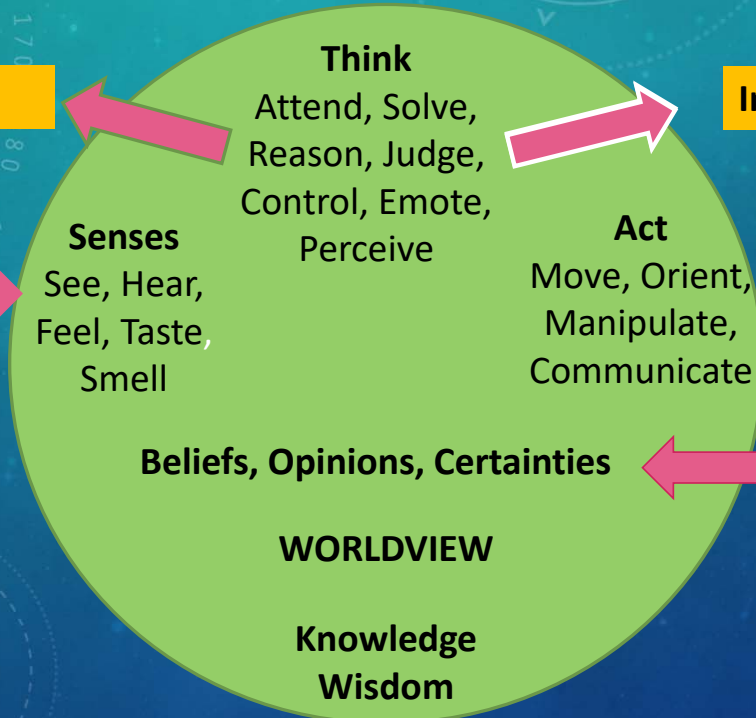 Think
Attend, Solve,
Reason, Judge,
Control, Emote,
Perceive
Senses
See, Hear,
Feel, Taste,
Smell
Act
Move, Orient,
Manipulate,
Communicate
Beliefs, Opinions, Certainties
WORLDVIEW
Knowledge
Wisdom
80